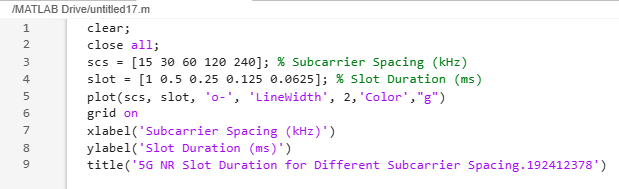 /MATLAB Drive/untitled17.m
1 clear;
2 close all;
3 scs = [15 30 60 120 240]; % Subcarrier Spacing (kHz)
4 slot = [1 0.5 0.25 0.125 0.0625]; % Slot Duration (ms)
5 plot(scs, slot, 'o-', 'LineWidth', 2,'Color',"g")
6 grid on
7 xlabel('Subcarrier Spacing (kHz)')
8 ylabel('Slot Duration (ms)')
9 title('5G NR Slot Duration for Different Subcarrier Spacing.192412378')